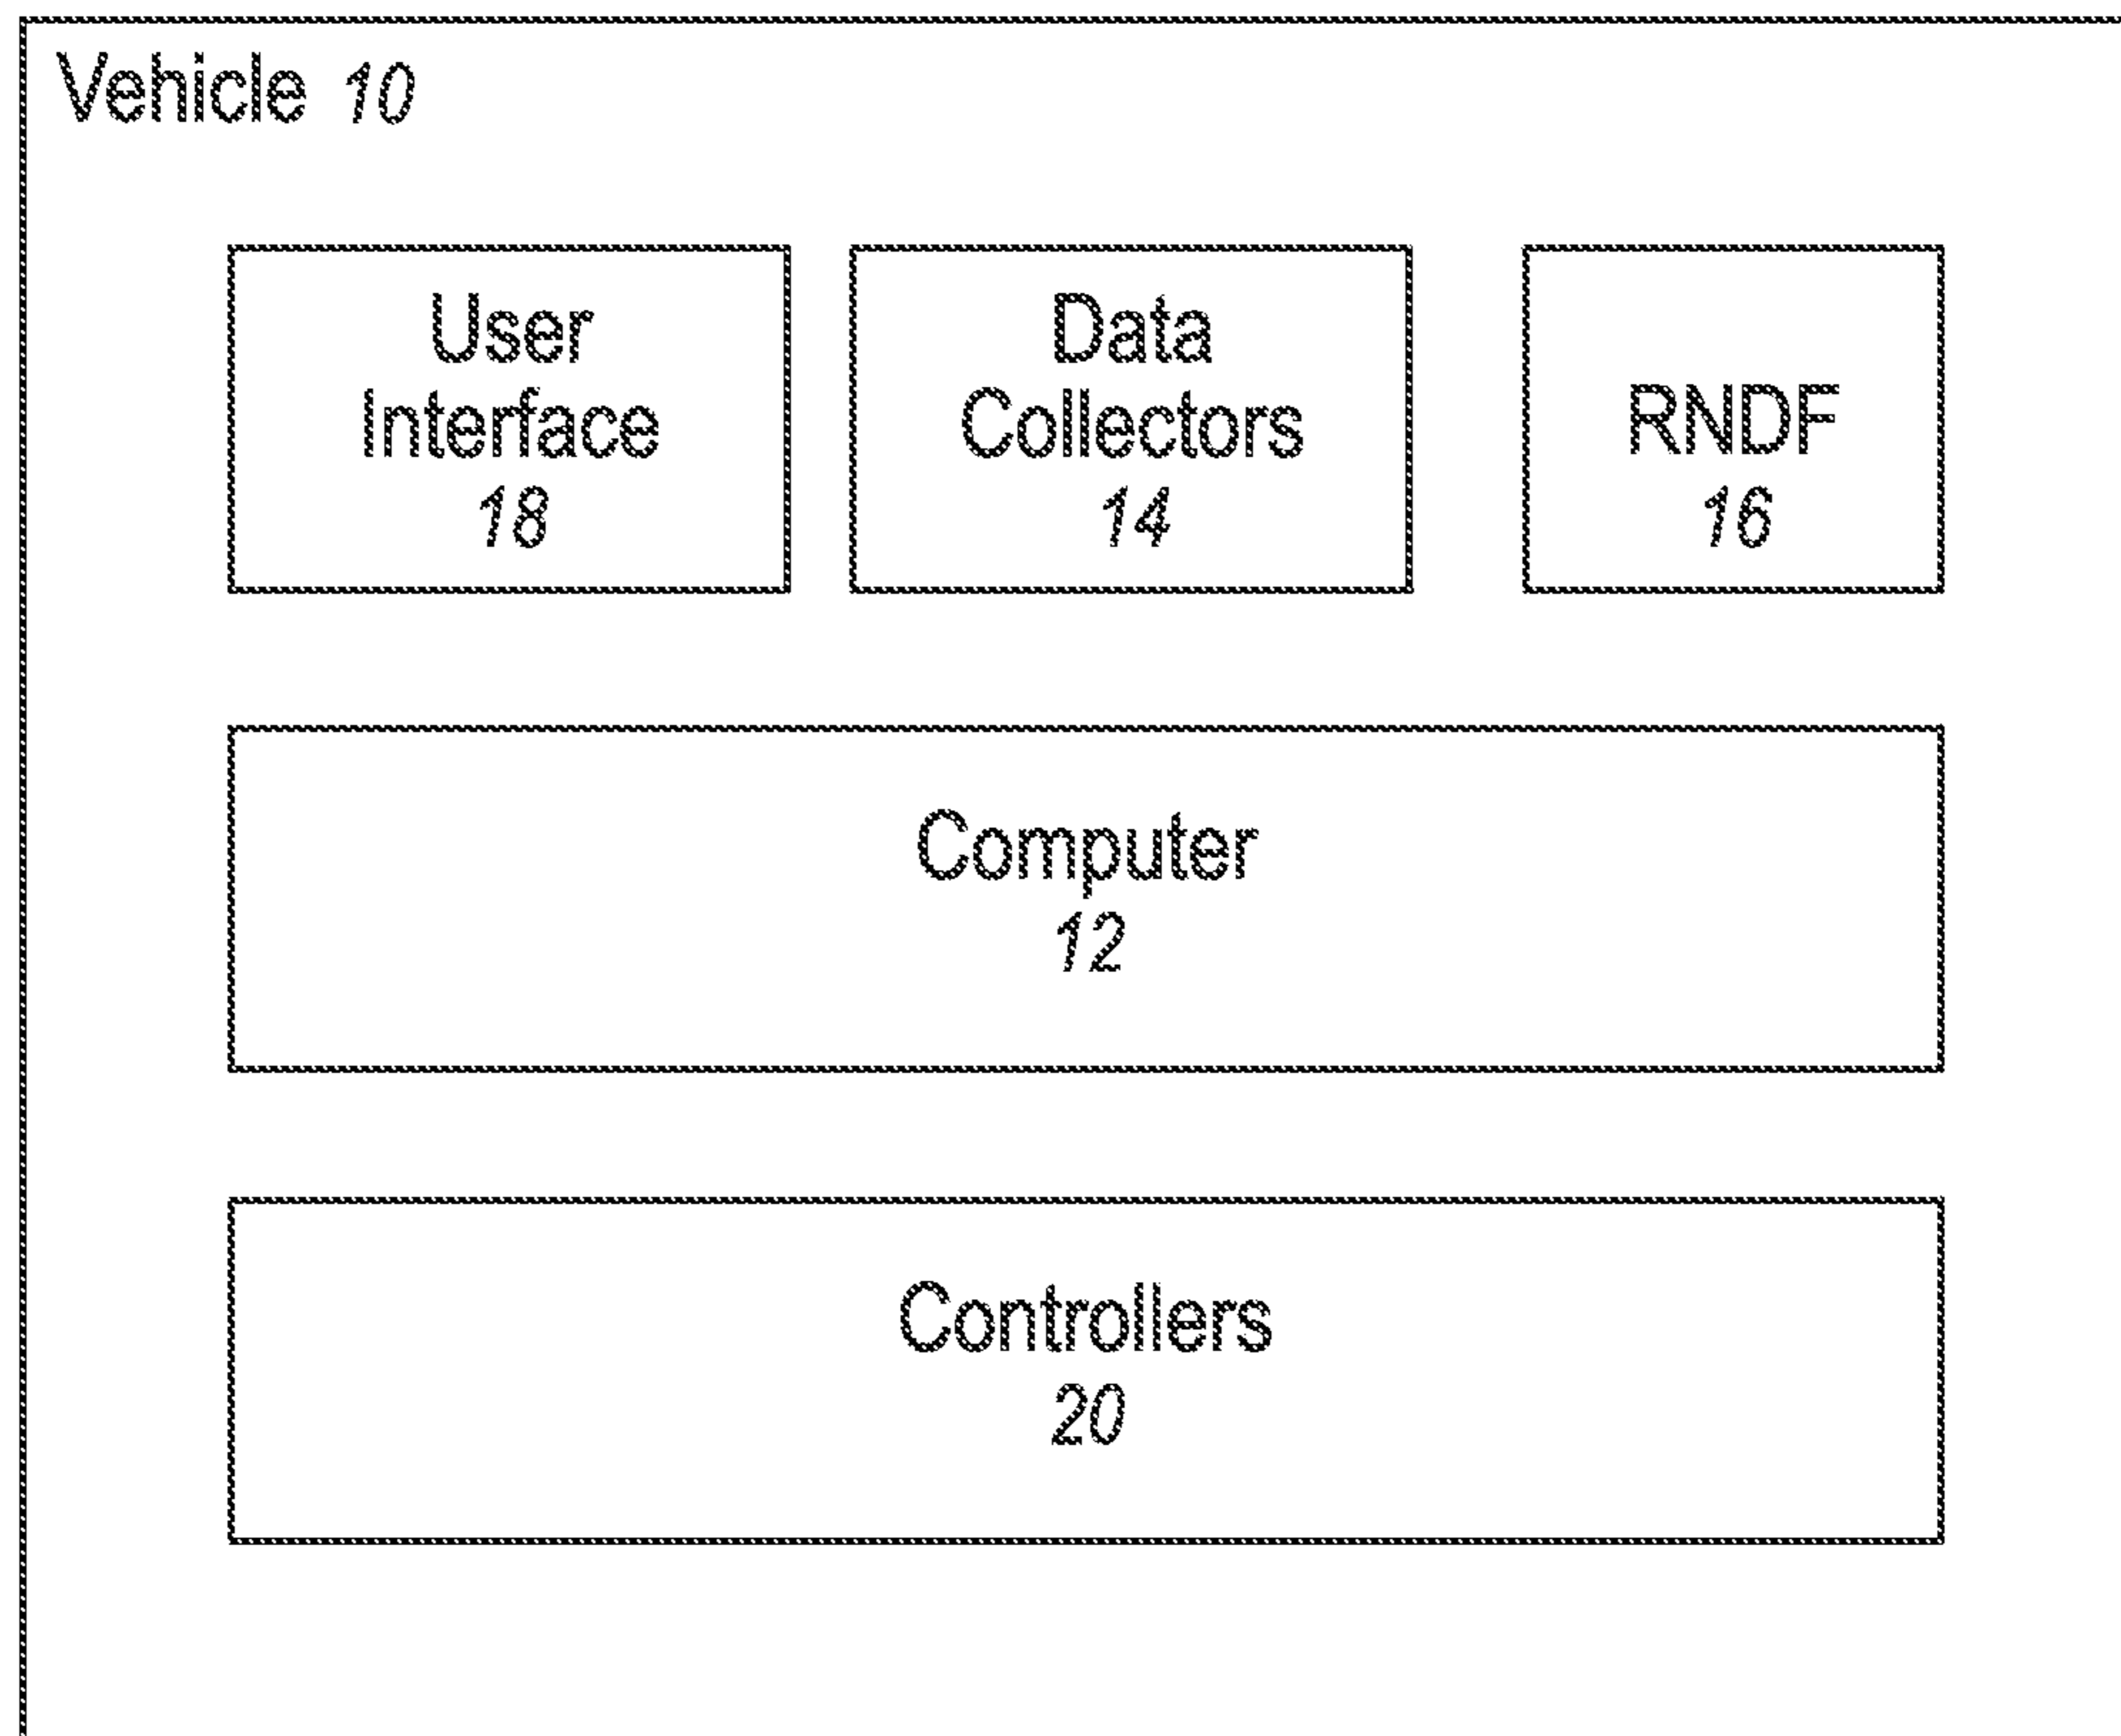 Vehicle 10
User
Interface
18
Data
Collectors
14
RNDF
16
Computer
12
Controllers
20